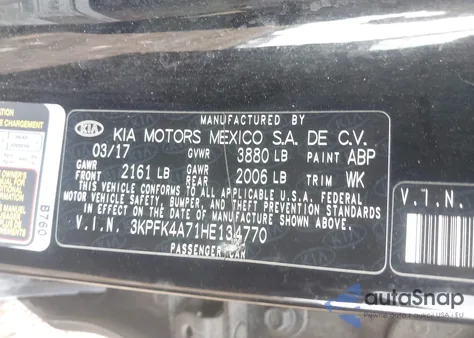 MANUFACTURED BY
KIA KIA MOTORS MEXICO S.A. DE C.V.
03/17 GVWR 3880 LB PAINT ABP
GAWR FRONT 2161 LB GAWR REAR 2006 LB TRIM WK
THIS VEHICLE CONFORMS TO ALL APPLICABLE U.S.A. FEDERAL
MOTOR VEHICLE SAFETY, BUMPER, AND THEFT PREVENTION STANDARDS
IN EFFECT ON THE DATE OF MANUFACTURE SHOWN ABOVE.
V.I.N. 3KPFK4A71HE134770
PASSENGER CAR
B760
V.I.N.
autoSnap